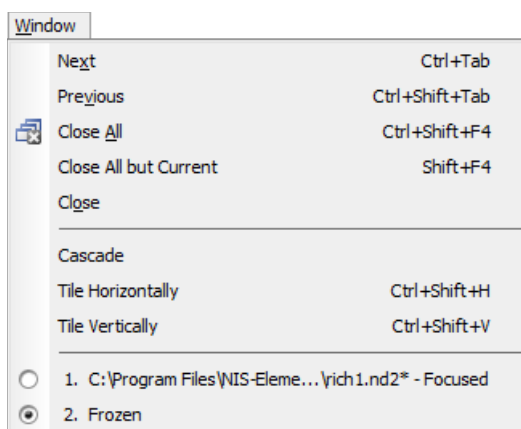 Window
Next Ctrl+Tab
Previous Ctrl+Shift+Tab
Close All Ctrl+Shift+F4
Close All but Current Shift+F4
Close
Cascade
Tile Horizontally Ctrl+Shift+H
Tile Vertically Ctrl+Shift+V
1. C:\Program Files\NIS-Eleme...\rich1.nd2* - Focused
2. Frozen